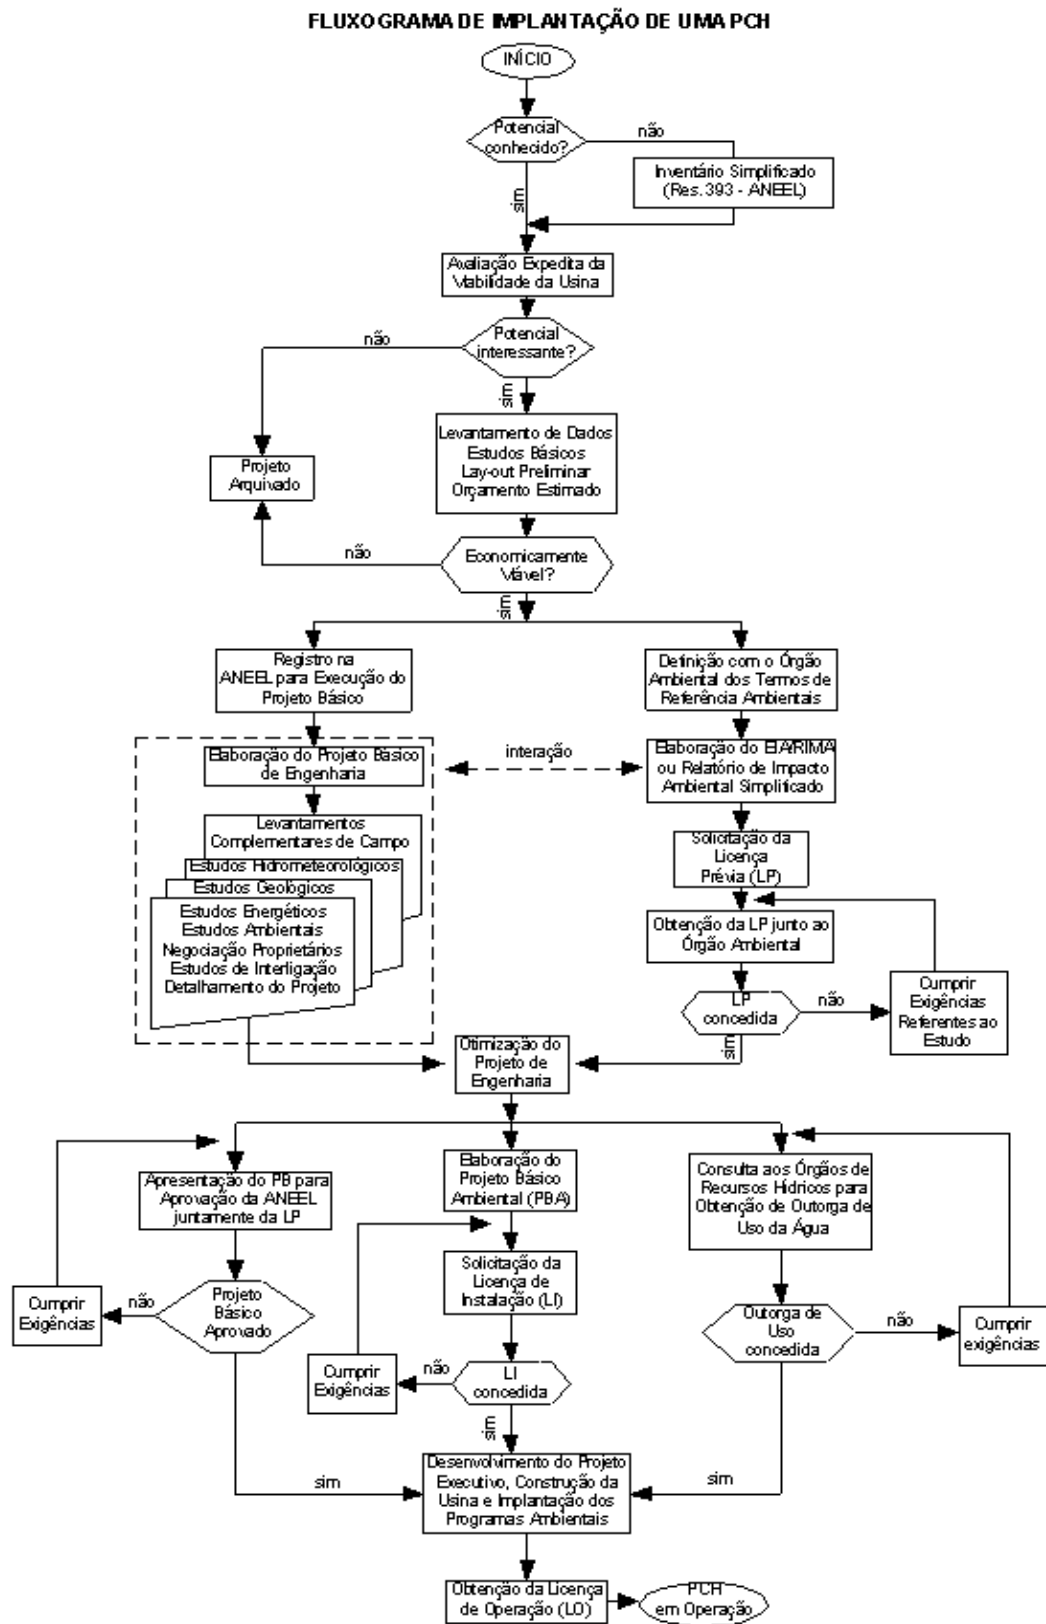 FLUXOGRAMA DE IMPLANTAÇÃO DE UMA PCH
INÍCIO
Potencial
conhecido?
não
sim
Inventário Simplificado
(Res. 393 - ANEEL)
Avaliação Expedita da
Viabilidade da Usina
Potencial
interessante?
não
sim
Levantamento de Dados
Estudos Básicos
Lay-out Preliminar
Orçamento Estimado
Projeto
Arquivado
não
Economicamente
Viável?
sim
Registro na
ANEEL para Execução do
Projeto Básico
Definição com o Órgão
Ambiental dos Termos de
Referência Ambientais
Elaboração do Projeto Básico
de Engenharia
interação
Elaboração do EIA/RIMA
ou Relatório de Impacto
Ambiental Simplificado
Levantamentos
Complementares de Campo
Estudos Hidrometeorológicos
Estudos Geológicos
Estudos Energéticos
Estudos Ambientais
Negociação Proprietários
Estudos de Interligação
Detalhamento do Projeto
Solicitação da
Licença
Prévia (LP)
Obtenção da LP junto ao
Órgão Ambiental
LP
concedida
não
sim
Cumprir
Exigências
Referentes ao
Estudo
Otimização do
Projeto de
Engenharia
Apresentação do PB para
Aprovação da ANEEL
juntamente da LP
Elaboração do
Projeto Básico
Ambiental (PBA)
Consulta aos Órgãos de
Recursos Hídricos para
Obtenção de Outorga de
Uso da Água
Solicitação da
Licença de
Instalação (LI)
Cumprir
Exigências
não
Projeto
Básico
Aprovado
Outorga de
Uso
concedida
não
Cumprir
exigências
Cumprir
Exigências
não
LI
concedida
sim
sim
sim
Desenvolvimento do Projeto
Executivo, Construção da
Usina e Implantação dos
Programas Ambientais
Obtenção da Licença
de Operação (LO)
PCH
em Operação